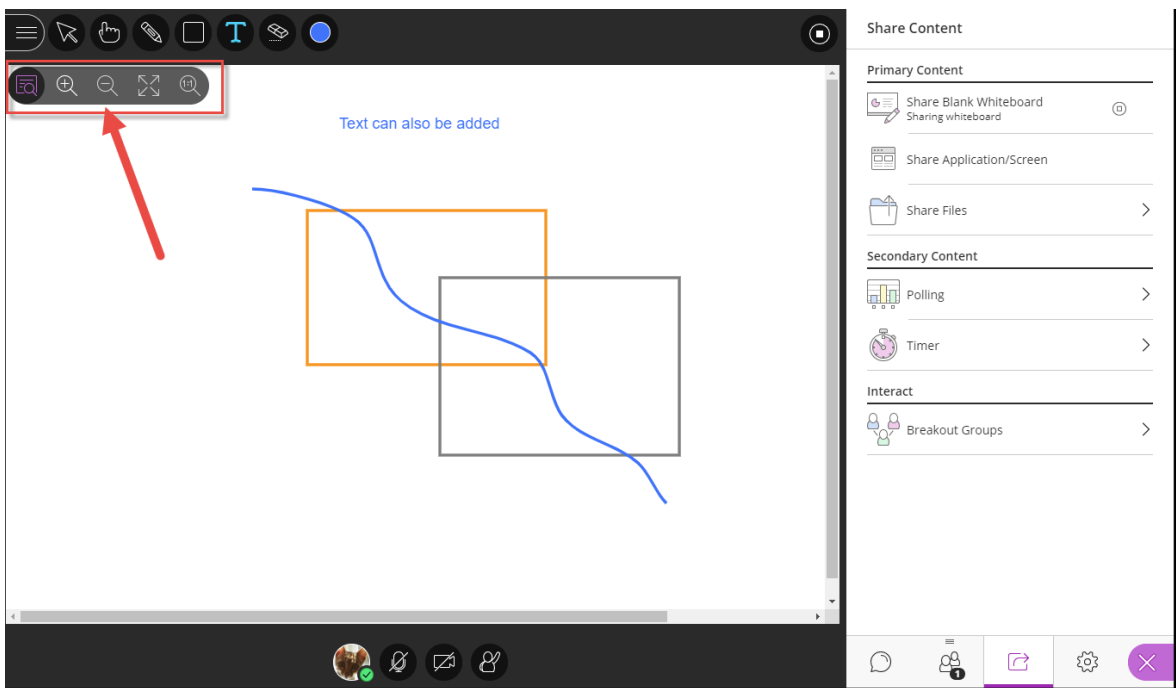 T
1:1
Text can also be added
Share Content
Primary Content
Share Blank Whiteboard
Sharing whiteboard
Share Application/Screen
Share Files
Secondary Content
Polling
Timer
Interact
Breakout Groups
1